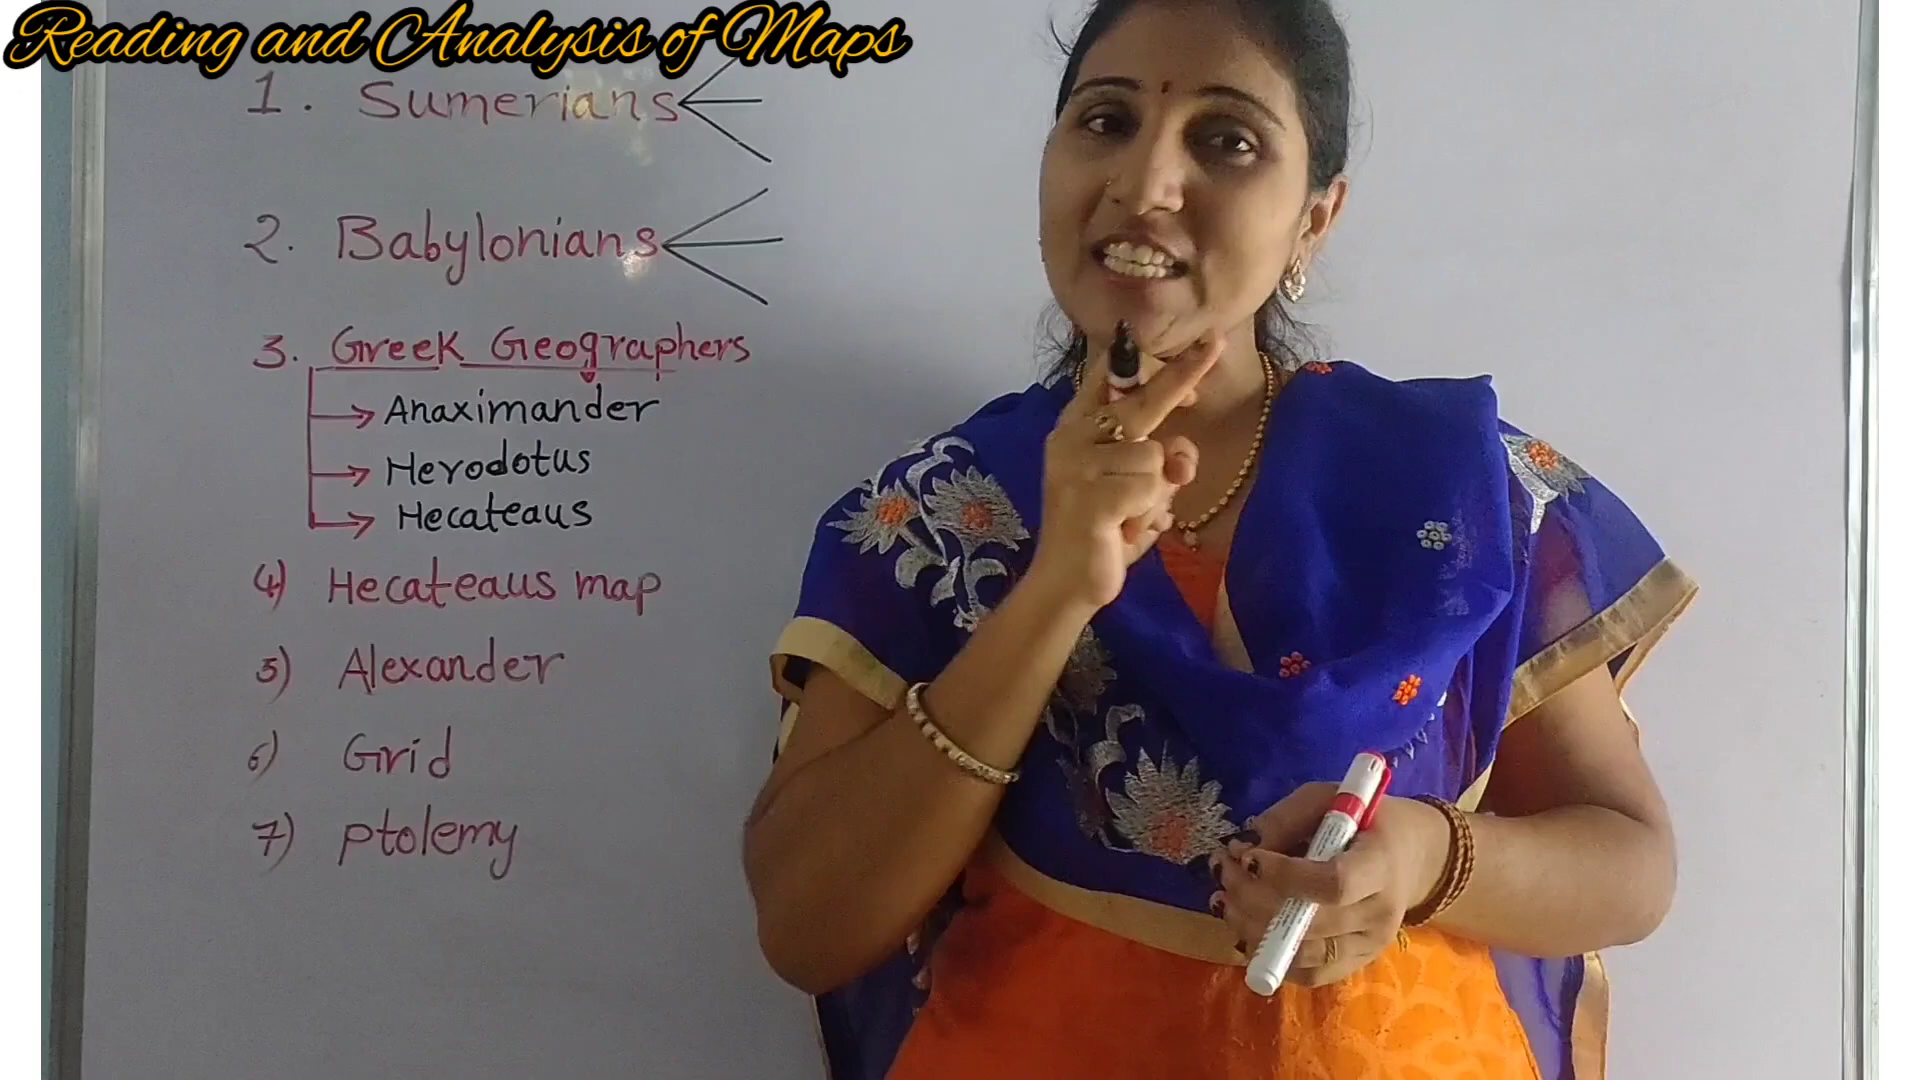 Reading and Analysis of Maps
1. Sumerians
2. Babylonians
3. Greek Geographers
Anaximander
Herodotus
Hecateaus
4) Hecateaus map
5) Alexander
6) Grid
7) Ptolemy